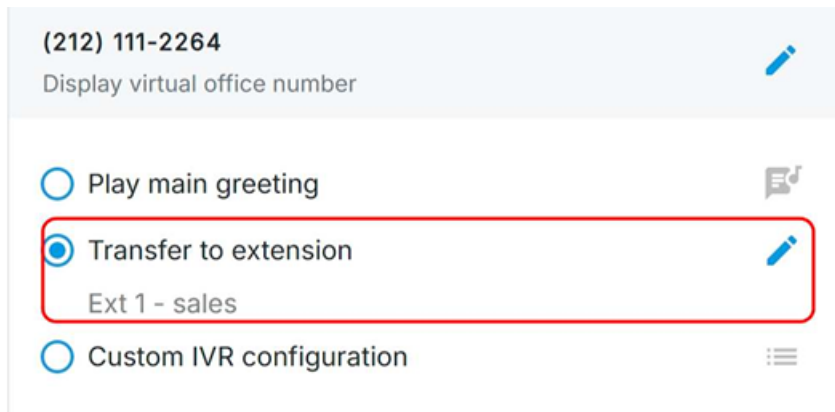 (212) 111-2264
Display virtual office number
Play main greeting
Transfer to extension
Ext 1 - sales
Custom IVR configuration